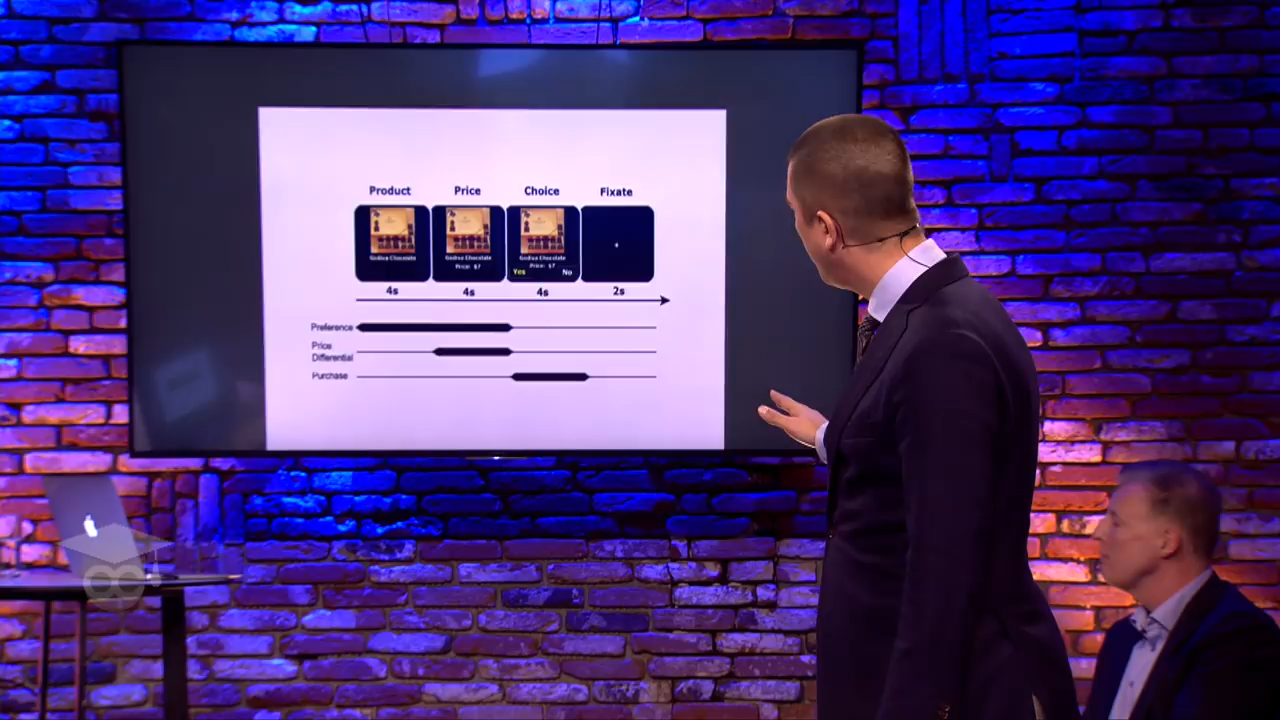 Product Price Choice Fixate
Godiva Chocolate Godiva Chocolate Godiva Chocolate
Price: $7 Price: $7
Yes No
4s 4s 4s 2s
Preference
Price
Differential
Purchase